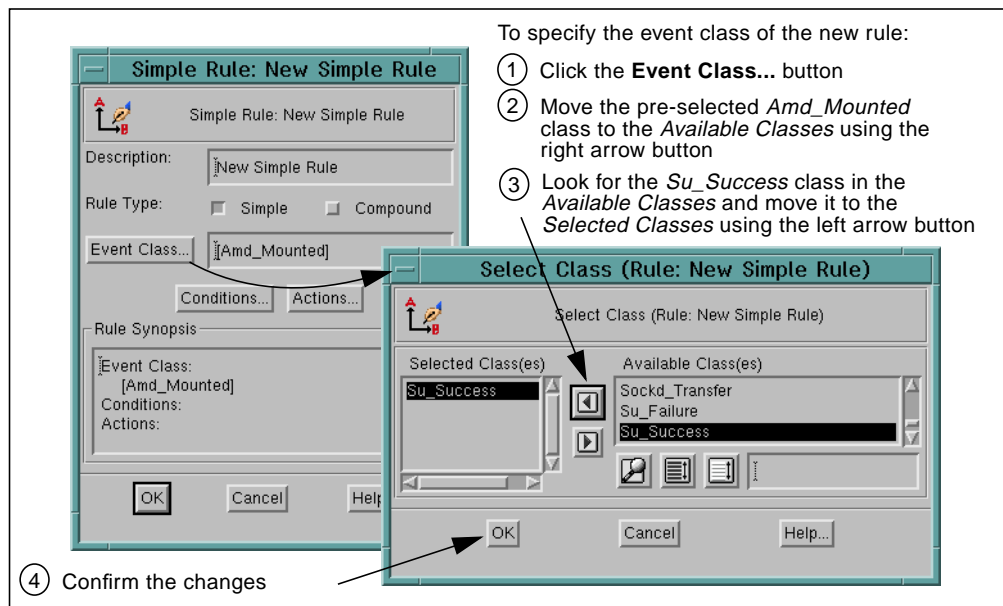 To specify the event class of the new rule:
1 Click the Event Class... button
2 Move the pre-selected Amd_Mounted
class to the Available Classes using the
right arrow button
3 Look for the Su_Success class in the
Available Classes and move it to the
Selected Classes using the left arrow button
Simple Rule: New Simple Rule
A
B
Simple Rule: New Simple Rule
Description:
New Simple Rule
Rule Type:
Simple
Compound
Event Class...
[Amd_Mounted]
Conditions...
Actions...
Rule Synopsis
Event Class:
[Amd_Mounted]
Conditions:
Actions:
OK
Cancel
Help
Select Class (Rule: New Simple Rule)
A
B
Select Class (Rule: New Simple Rule)
Selected Class(es)
Su_Success
Available Class(es)
Sockd_Transfer
Su_Failure
Su_Success
OK
Cancel
Help...
4 Confirm the changes